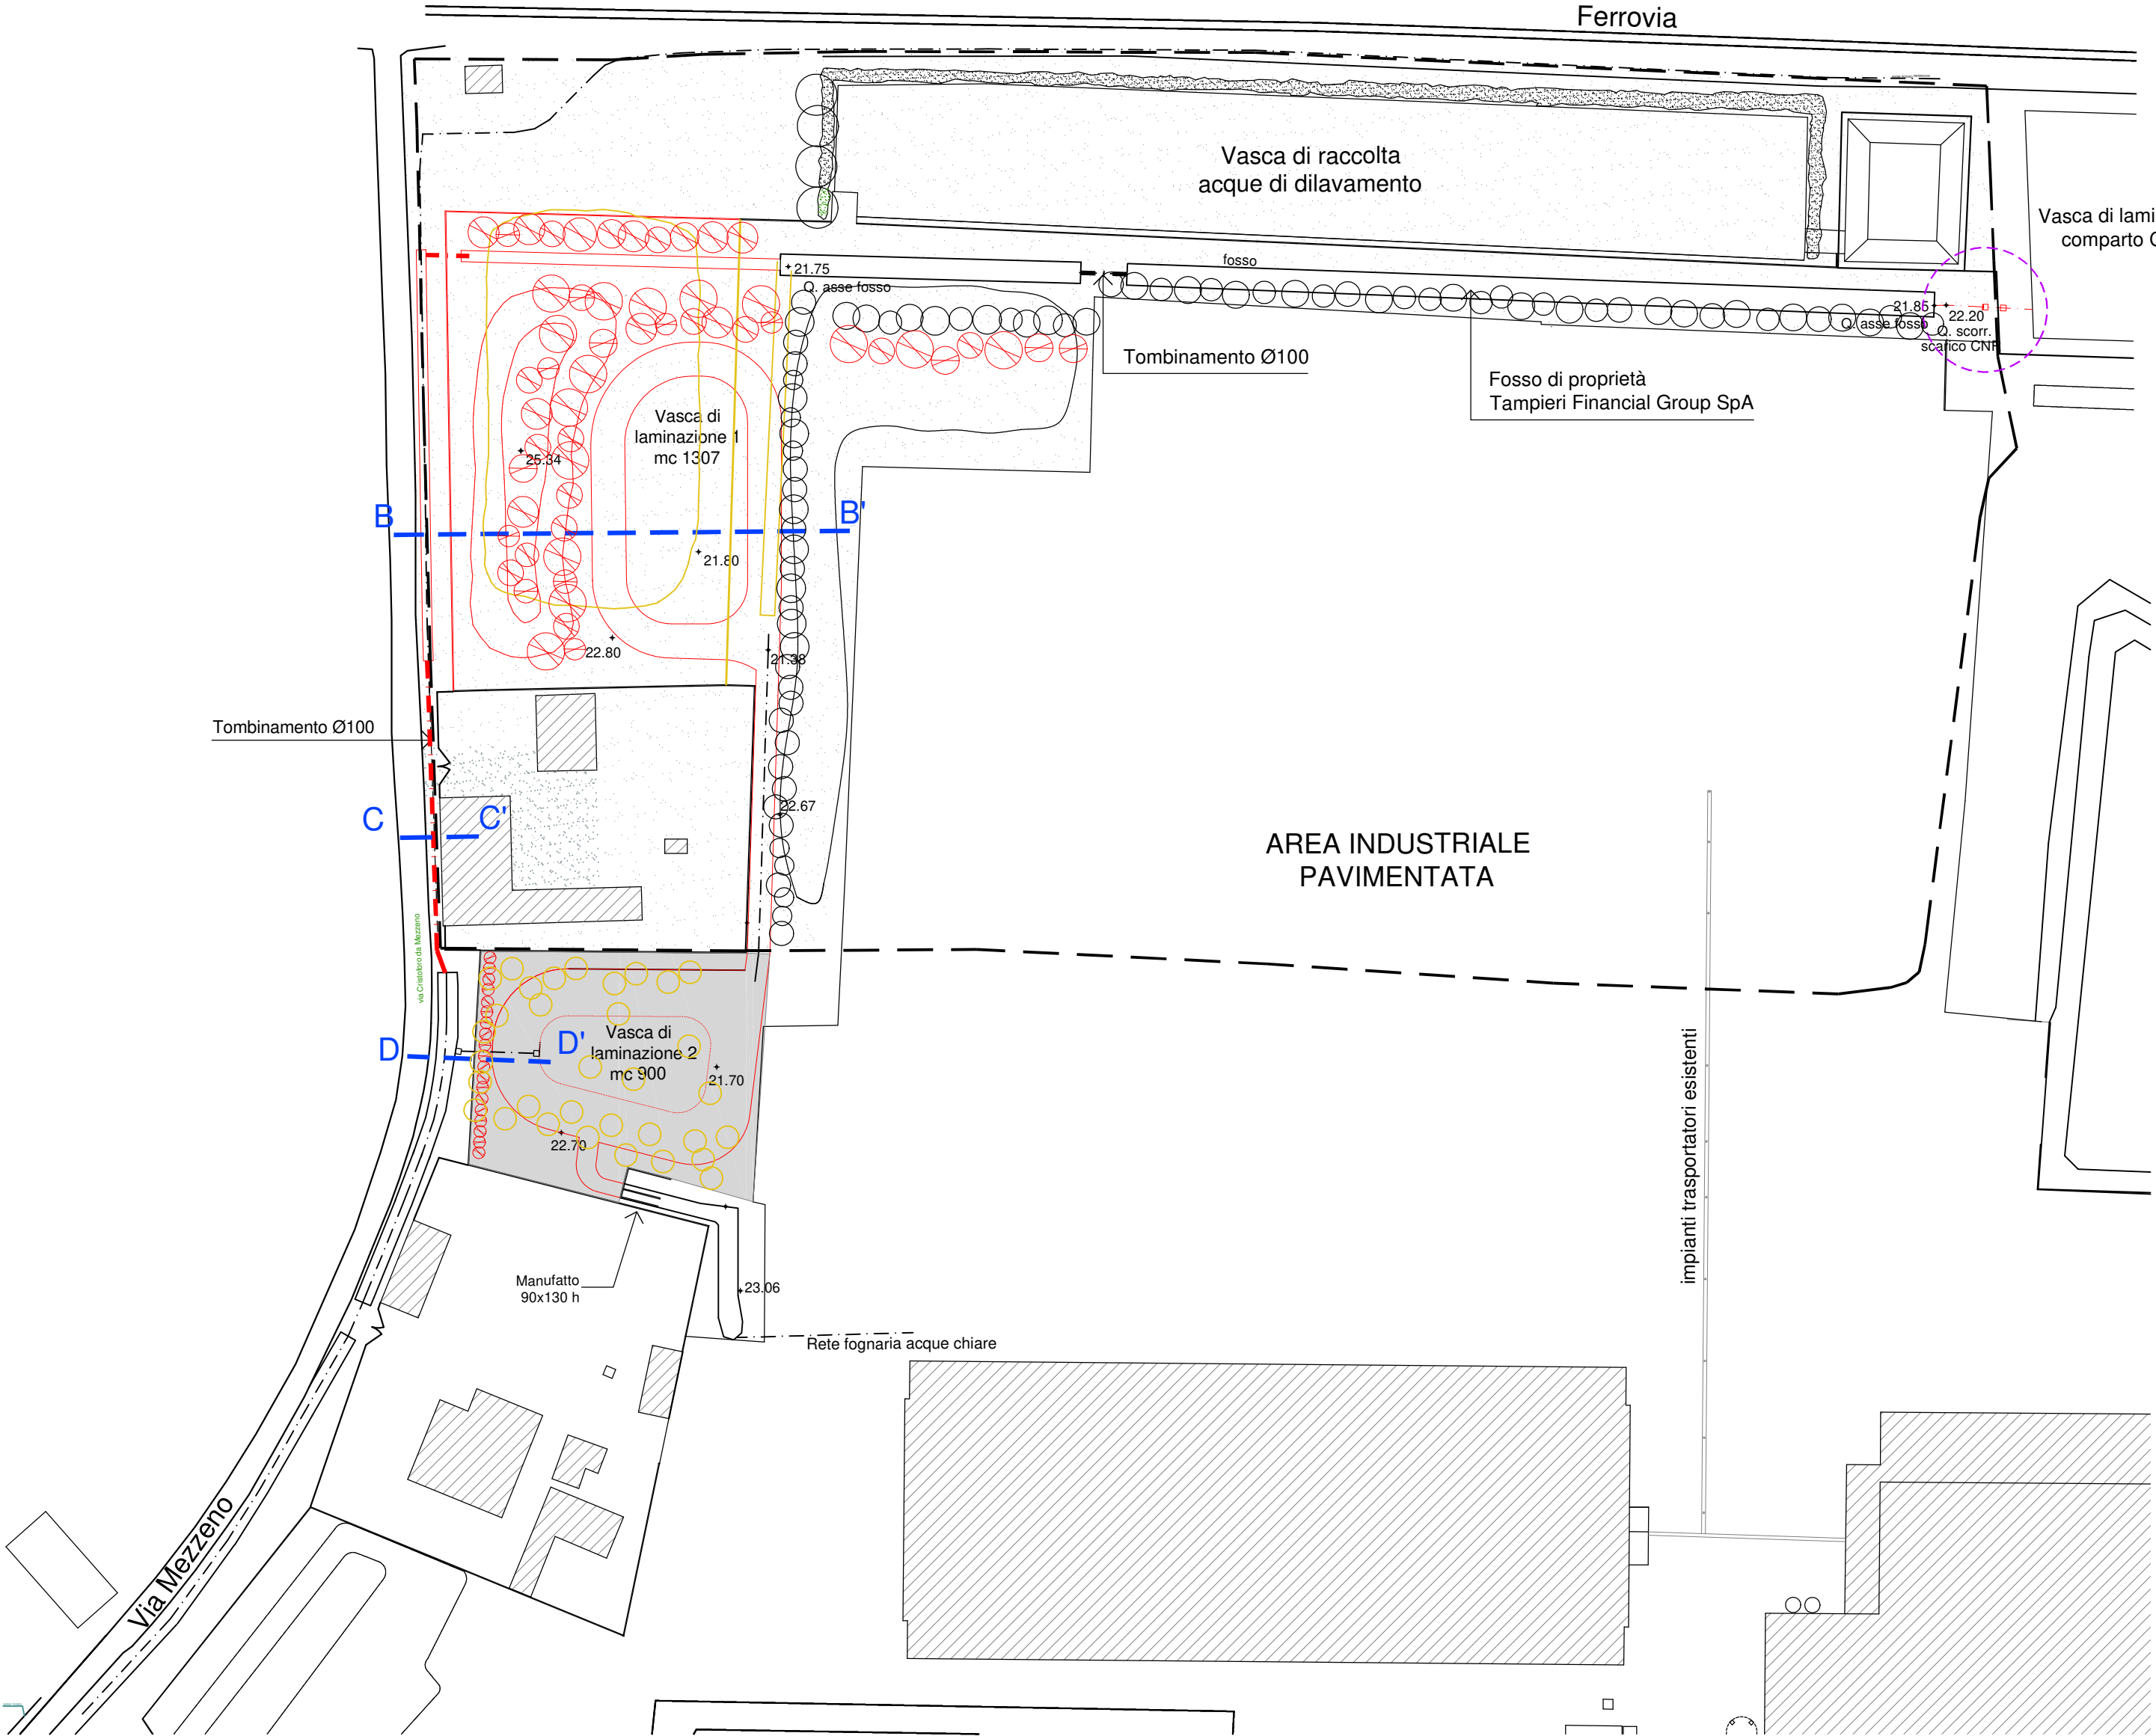 Ferrovia
Vasca di raccolta
acque di dilavamento
Vasca di lami
comparto C
fosso
21.75
Q. asse fosso
21.85
Q. asse fosso
22.20
Q. scorr.
scarico CNR
Tombinamento Ø100
Fosso di proprietà
Tampieri Financial Group SpA
Vasca di
laminazione 1
mc 1307
25.34
B
B'
21.80
22.80
21.38
Tombinamento Ø100
C
C'
22.67
AREA INDUSTRIALE
PAVIMENTATA
via Cristoforo da Mezzeno
D
D'
Vasca di
laminazione 2
mc 900
21.70
22.70
impianti trasportatori esistenti
Manufatto
90x130 h
23.06
Rete fognaria acque chiare
Via Mezzeno